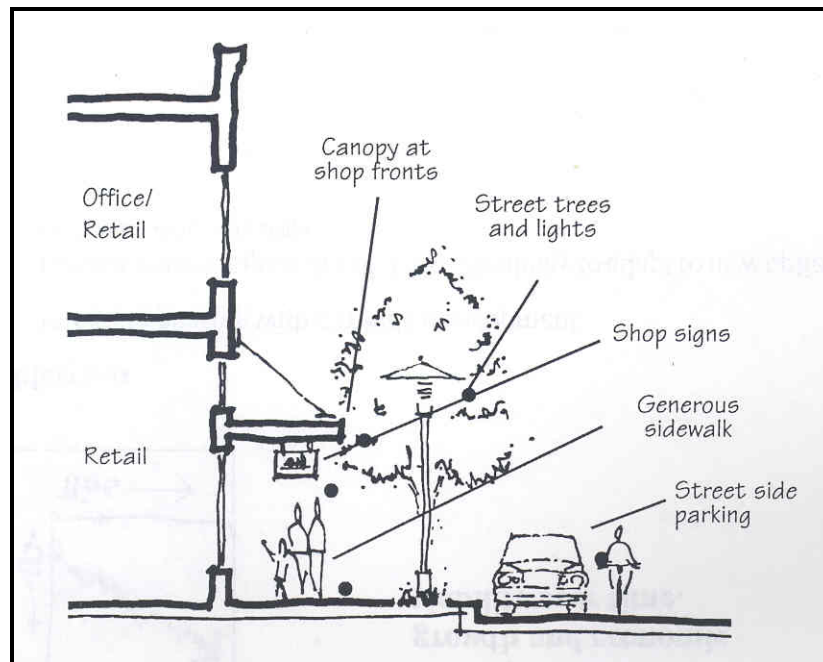 Canopy at
shop fronts
Office/
Retail
Street trees
and lights
Shop signs
Generous
sidewalk
Retail
Street side
parking